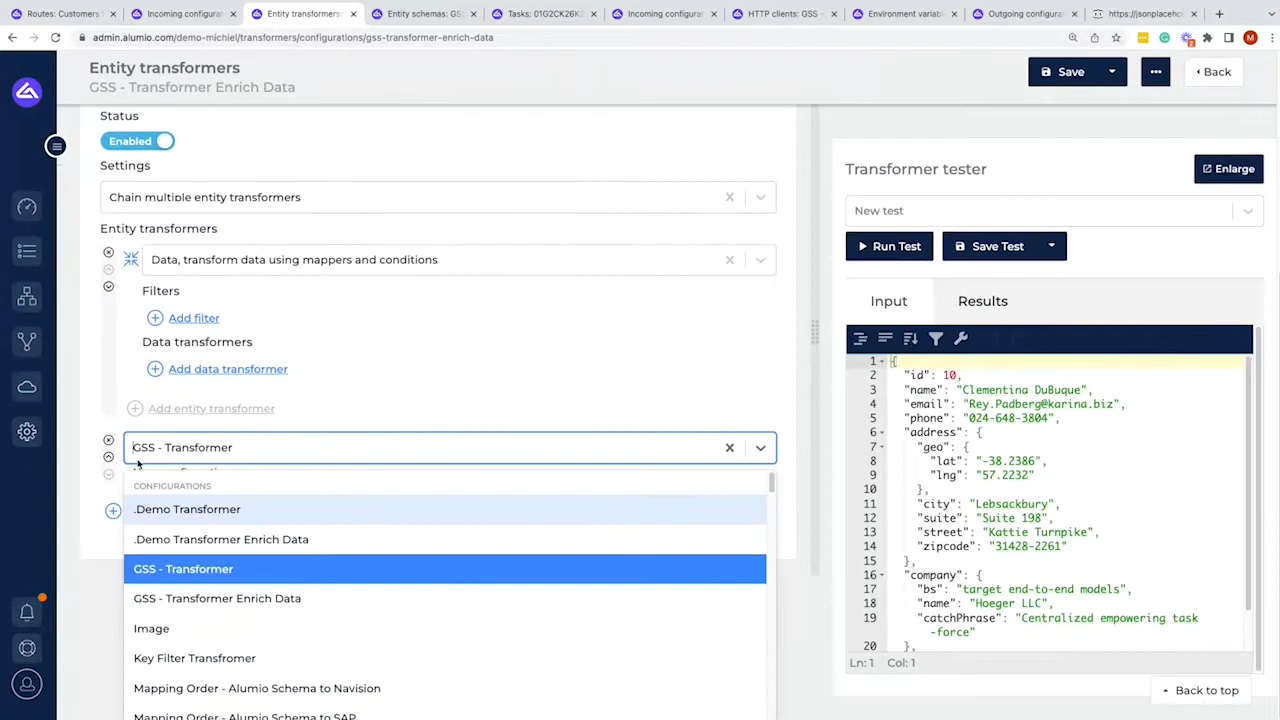 Routes: Customers
Incoming configurat
Entity transformers
Entity schemas: GSS
Tasks: 01G2CK26K
Incoming configurat
HTTP clients: GSS -
Environment variabl
Outgoing configurat
https://jsonplacehol
admin.alumio.com/demo-michiel/transformers/configurations/gss-transformer-enrich-data
M
Entity transformers
GSS - Transformer Enrich Data
Save
Back
Status
Enabled
Settings
Chain multiple entity transformers
Entity transformers
Data, transform data using mappers and conditions
Filters
Add filter
Data transformers
Add data transformer
Add entity transformer
GSS - Transformer
CONFIGURATIONS
.Demo Transformer
.Demo Transformer Enrich Data
GSS - Transformer
GSS - Transformer Enrich Data
Image
Key Filter Transfromer
Mapping Order - Alumio Schema to Navision
Mapping Order - Alumio Schema to SAP
Transformer tester
Enlarge
New test
Run Test
Save Test
Input
Results
1 {
2 "id": 10,
3 "name": "Clementina DuBuque",
4 "email": "Rey.Padberg@karina.biz",
5 "phone": "024-648-3804",
6 "address": {
7 "geo": {
8 "lat": "-38.2386",
9 "lng": "57.2232"
10 },
11 "city": "Lebsackbury",
12 "suite": "Suite 198",
13 "street": "Kattie Turnpike",
14 "zipcode": "31428-2261"
15 },
16 "company": {
17 "bs": "target end-to-end models",
18 "name": "Hoeger LLC",
19 "catchPhrase": "Centralized empowering task
-force"
20 },
Ln: 1 Col: 1
Back to top